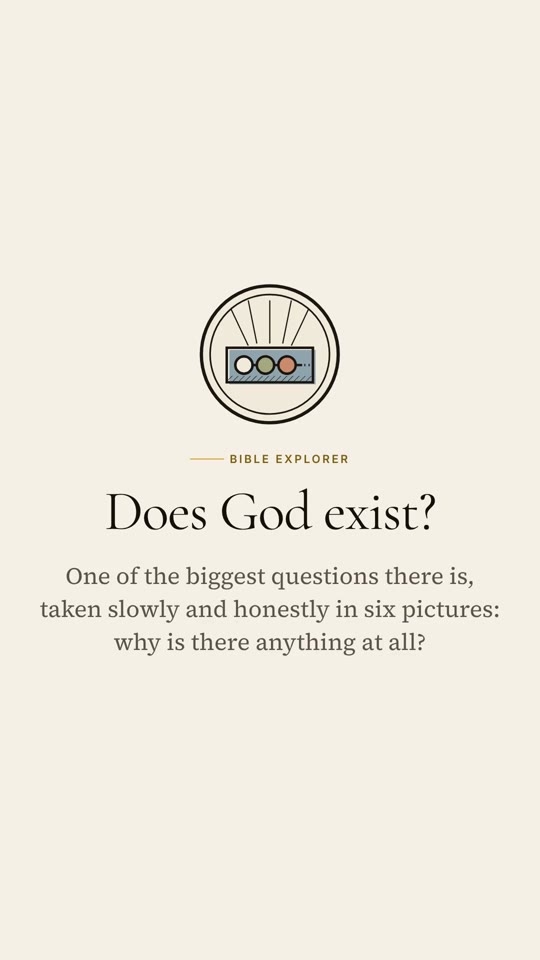 BIBLE EXPLORER
Does God exist?
One of the biggest questions there is,
taken slowly and honestly in six pictures:
why is there anything at all?